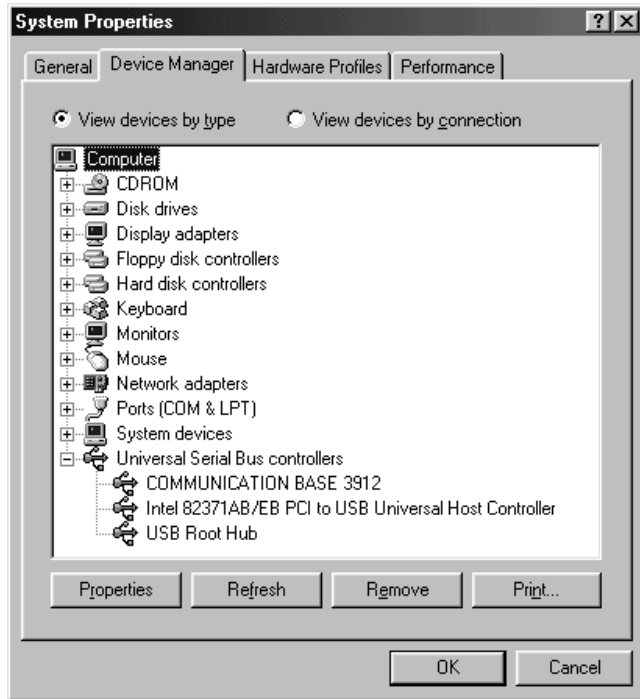 System Properties
General Device Manager Hardware Profiles Performance
View devices by type View devices by connection
Computer
CDROM
Disk drives
Display adapters
Floppy disk controllers
Hard disk controllers
Keyboard
Monitors
Mouse
Network adapters
Ports (COM & LPT)
System devices
Universal Serial Bus controllers
COMMUNICATION BASE 3912
Intel 82371AB/EB PCI to USB Universal Host Controller
USB Root Hub
Properties Refresh Remove Print...
OK Cancel